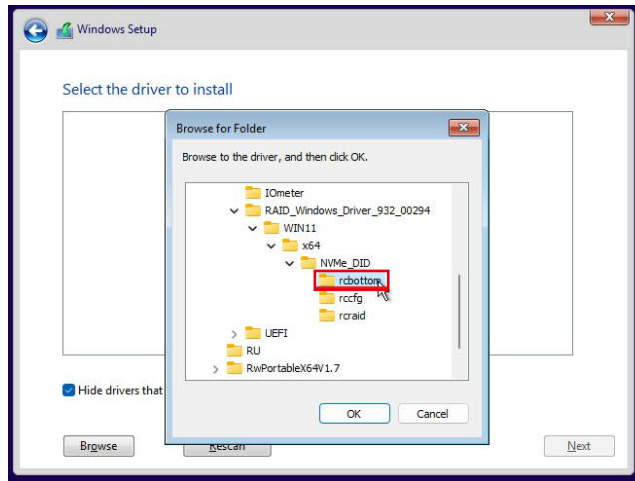 Windows Setup
Select the driver to install
Browse for Folder
Browse to the driver, and then click OK.
IOmeter
RAID_Windows_Driver_932_00294
WIN11
x64
NVMe_DID
rcbottom
rccfg
rcraid
UEFI
RU
RwPortableX64V1.7
Hide drivers that
OK
Cancel
Browse
Rescan
Next